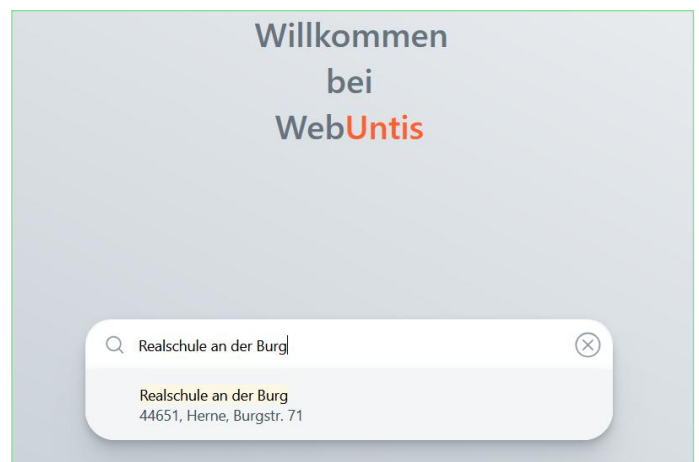 Willkommen
bei
WebUntis
Realschule an der Burg
Realschule an der Burg
44651, Herne, Burgstr. 71